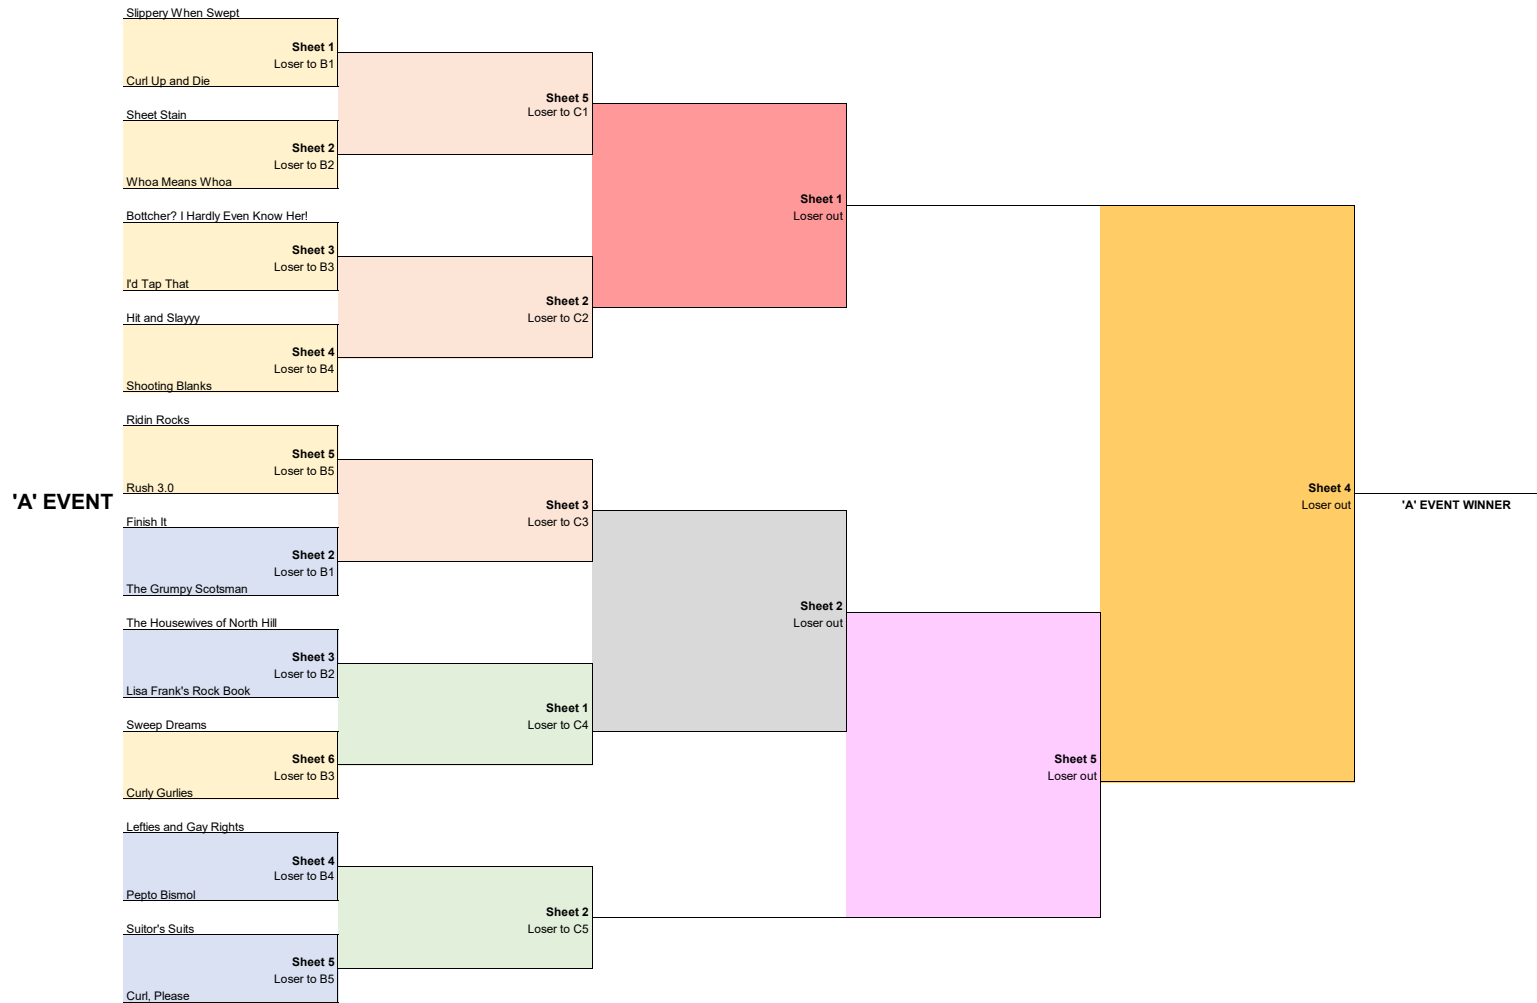 Slippery When Swept
Sheet 1
Loser to B1
Curl Up and Die
Sheet 5
Loser to C1
Sheet Stain
Sheet 2
Loser to B2
Whoa Means Whoa
Sheet 1
Loser out
Bottcher? I Hardly Even Know Her!
Sheet 3
Loser to B3
I'd Tap That
Sheet 2
Loser to C2
Hit and Slayyy
Sheet 4
Loser to B4
Shooting Blanks
Ridin Rocks
Sheet 5
Loser to B5
Rush 3.0
'A' EVENT
Sheet 3
Loser to C3
Sheet 4
Loser out
'A' EVENT WINNER
Finish It
Sheet 2
Loser to B1
The Grumpy Scotsman
Sheet 2
Loser out
The Housewives of North Hill
Sheet 3
Loser to B2
Lisa Frank's Rock Book
Sheet 1
Loser to C4
Sweep Dreams
Sheet 6
Loser to B3
Curly Gurlies
Sheet 5
Loser out
Lefties and Gay Rights
Sheet 4
Loser to B4
Pepto Bismol
Sheet 2
Loser to C5
Suitor's Suits
Sheet 5
Loser to B5
Curl, Please